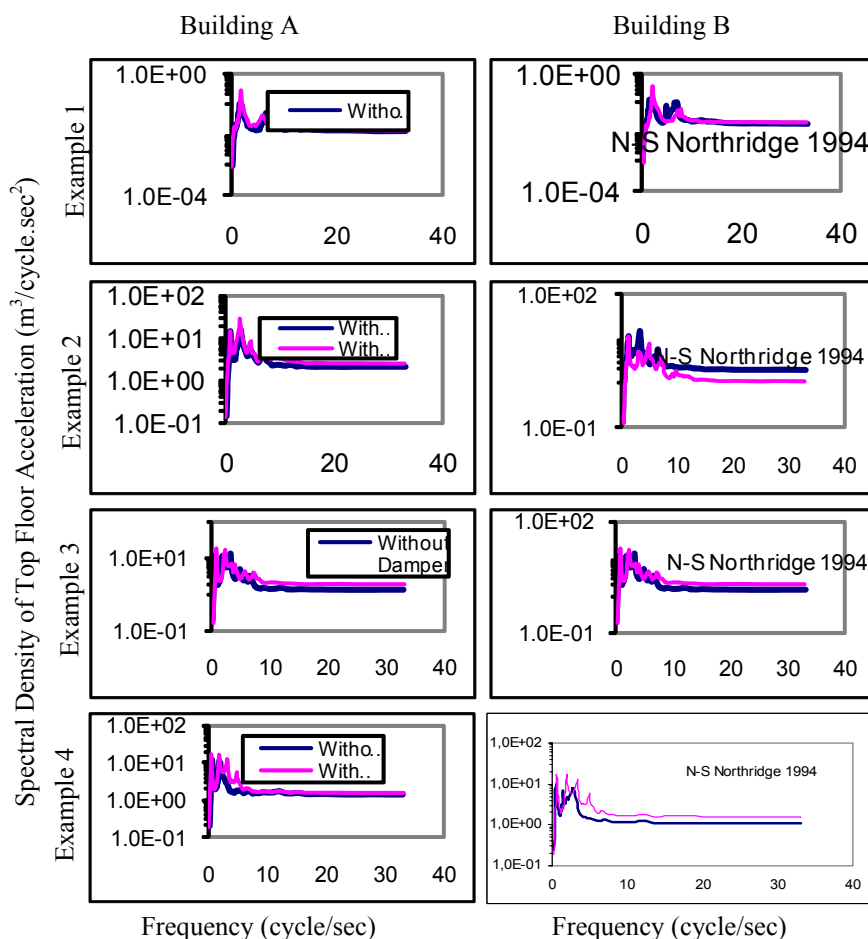 Building A
Building B
Spectral Density of Top Floor Acceleration (m³/cycle.sec²)
Example 1
1.0E+00
1.0E-04
0 20 40
Witho..
1.0E+00
1.0E-04
0 20 40
N-S Northridge 1994
Example 2
1.0E+02
1.0E+01
1.0E+00
1.0E-01
0 20 40
With..
With..
1.0E+02
1.0E-01
0 10 20 30 40
N-S Northridge 1994
Example 3
1.0E+01
1.0E-01
0 10 20 30 40
Without
Damper
1.0E+02
1.0E-01
0 10 20 30 40
N-S Northridge 1994
Example 4
1.0E+02
1.0E+01
1.0E+00
1.0E-01
0 10 20 30 40
Witho..
With..
1,0E+02
1,0E+01
1,0E+00
1,0E-01
0 10 20 30 40
N-S Northridge 1994
Frequency (cycle/sec)
Frequency (cycle/sec)